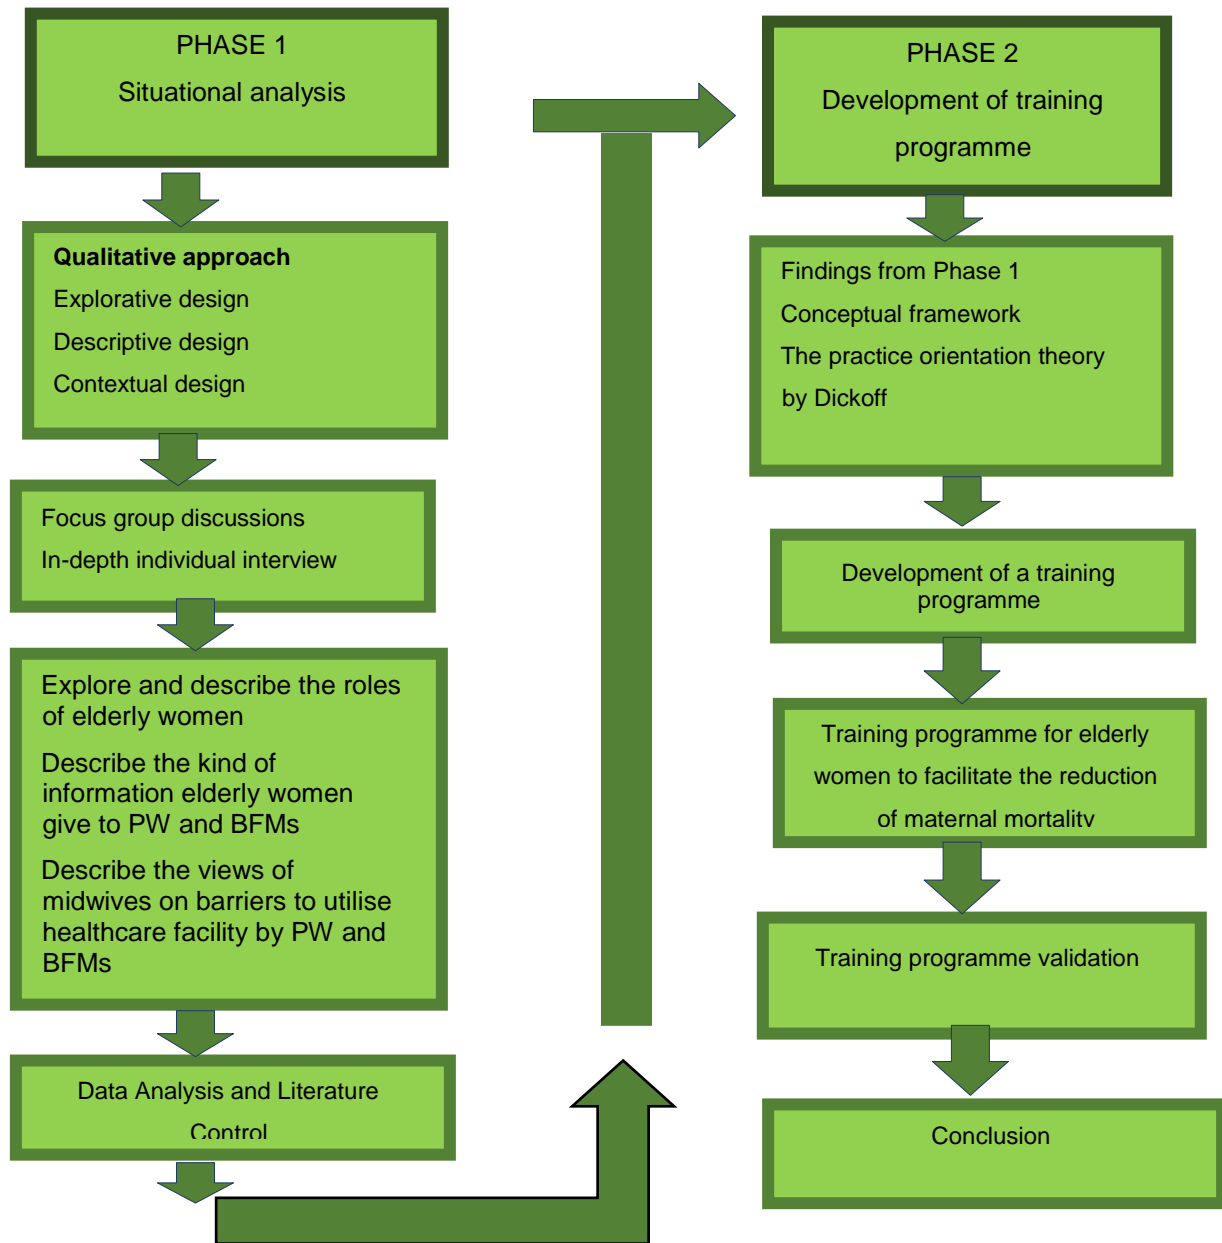 PHASE 1
Situational analysis
Qualitative approach
Explorative design
Descriptive design
Contextual design
Focus group discussions
In-depth individual interview
Explore and describe the roles
of elderly women
Describe the kind of
information elderly women
give to PW and BFMs
Describe the views of
midwives on barriers to utilise
healthcare facility by PW and
BFMs
Data Analysis and Literature
Control
PHASE 2
Development of training
programme
Findings from Phase 1
Conceptual framework
The practice orientation theory
by Dickoff
Development of a training
programme
Training programme for elderly
women to facilitate the reduction
of maternal mortality
Training programme validation
Conclusion